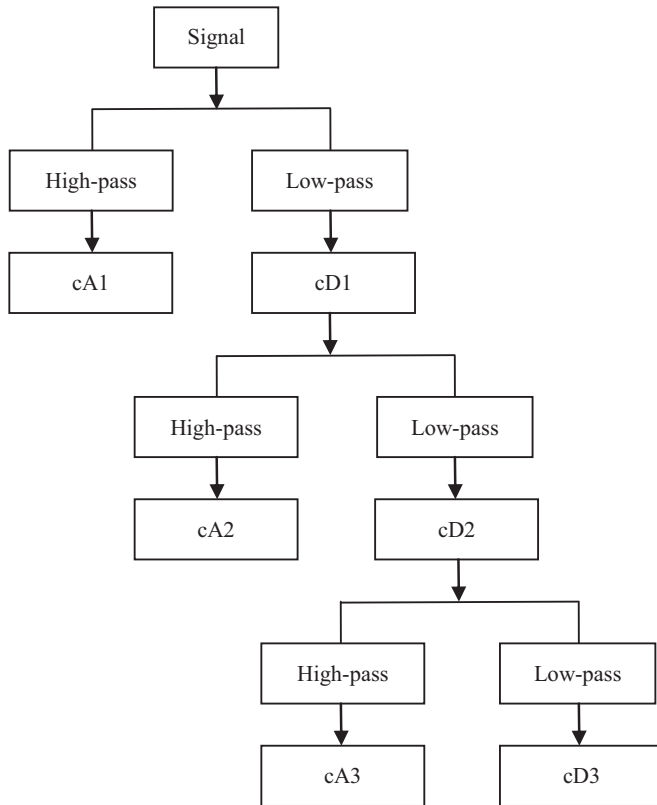 Signal
High-pass
Low-pass
cA1
cD1
High-pass
Low-pass
cA2
cD2
High-pass
Low-pass
cA3
cD3